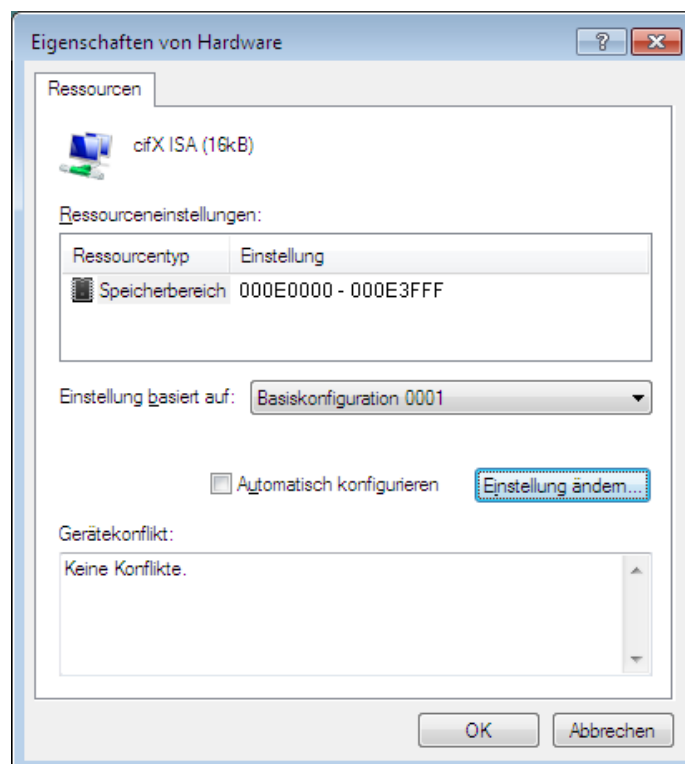 Eigenschaften von Hardware
Ressourcen
cifX ISA (16kB)
Ressourceneinstellungen:
Ressourcentyp Einstellung
Speicherbereich 000E0000 - 000E3FFF
Einstellung basiert auf: Basiskonfiguration 0001
Automatisch konfigurieren Einstellung ändern...
Gerätekonflikt:
Keine Konflikte.
OK Abbrechen